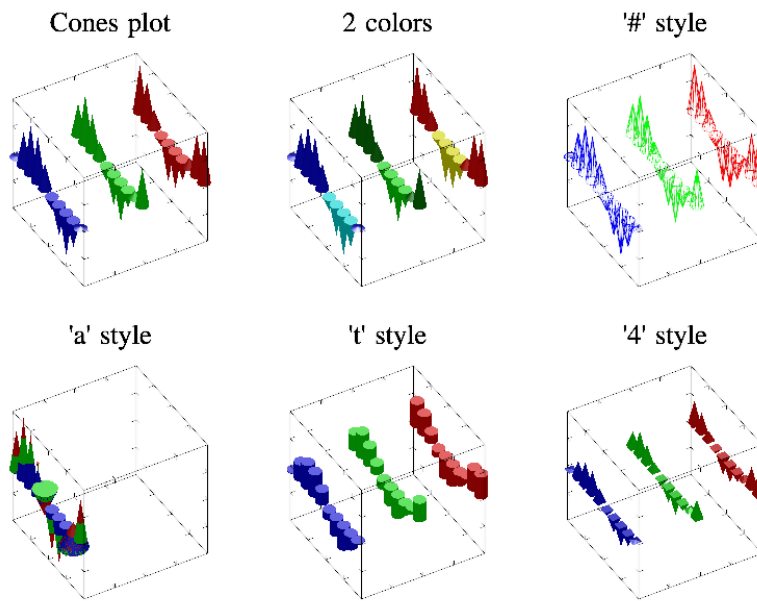 Cones plot
2 colors
'#' style
'a' style
't' style
'4' style